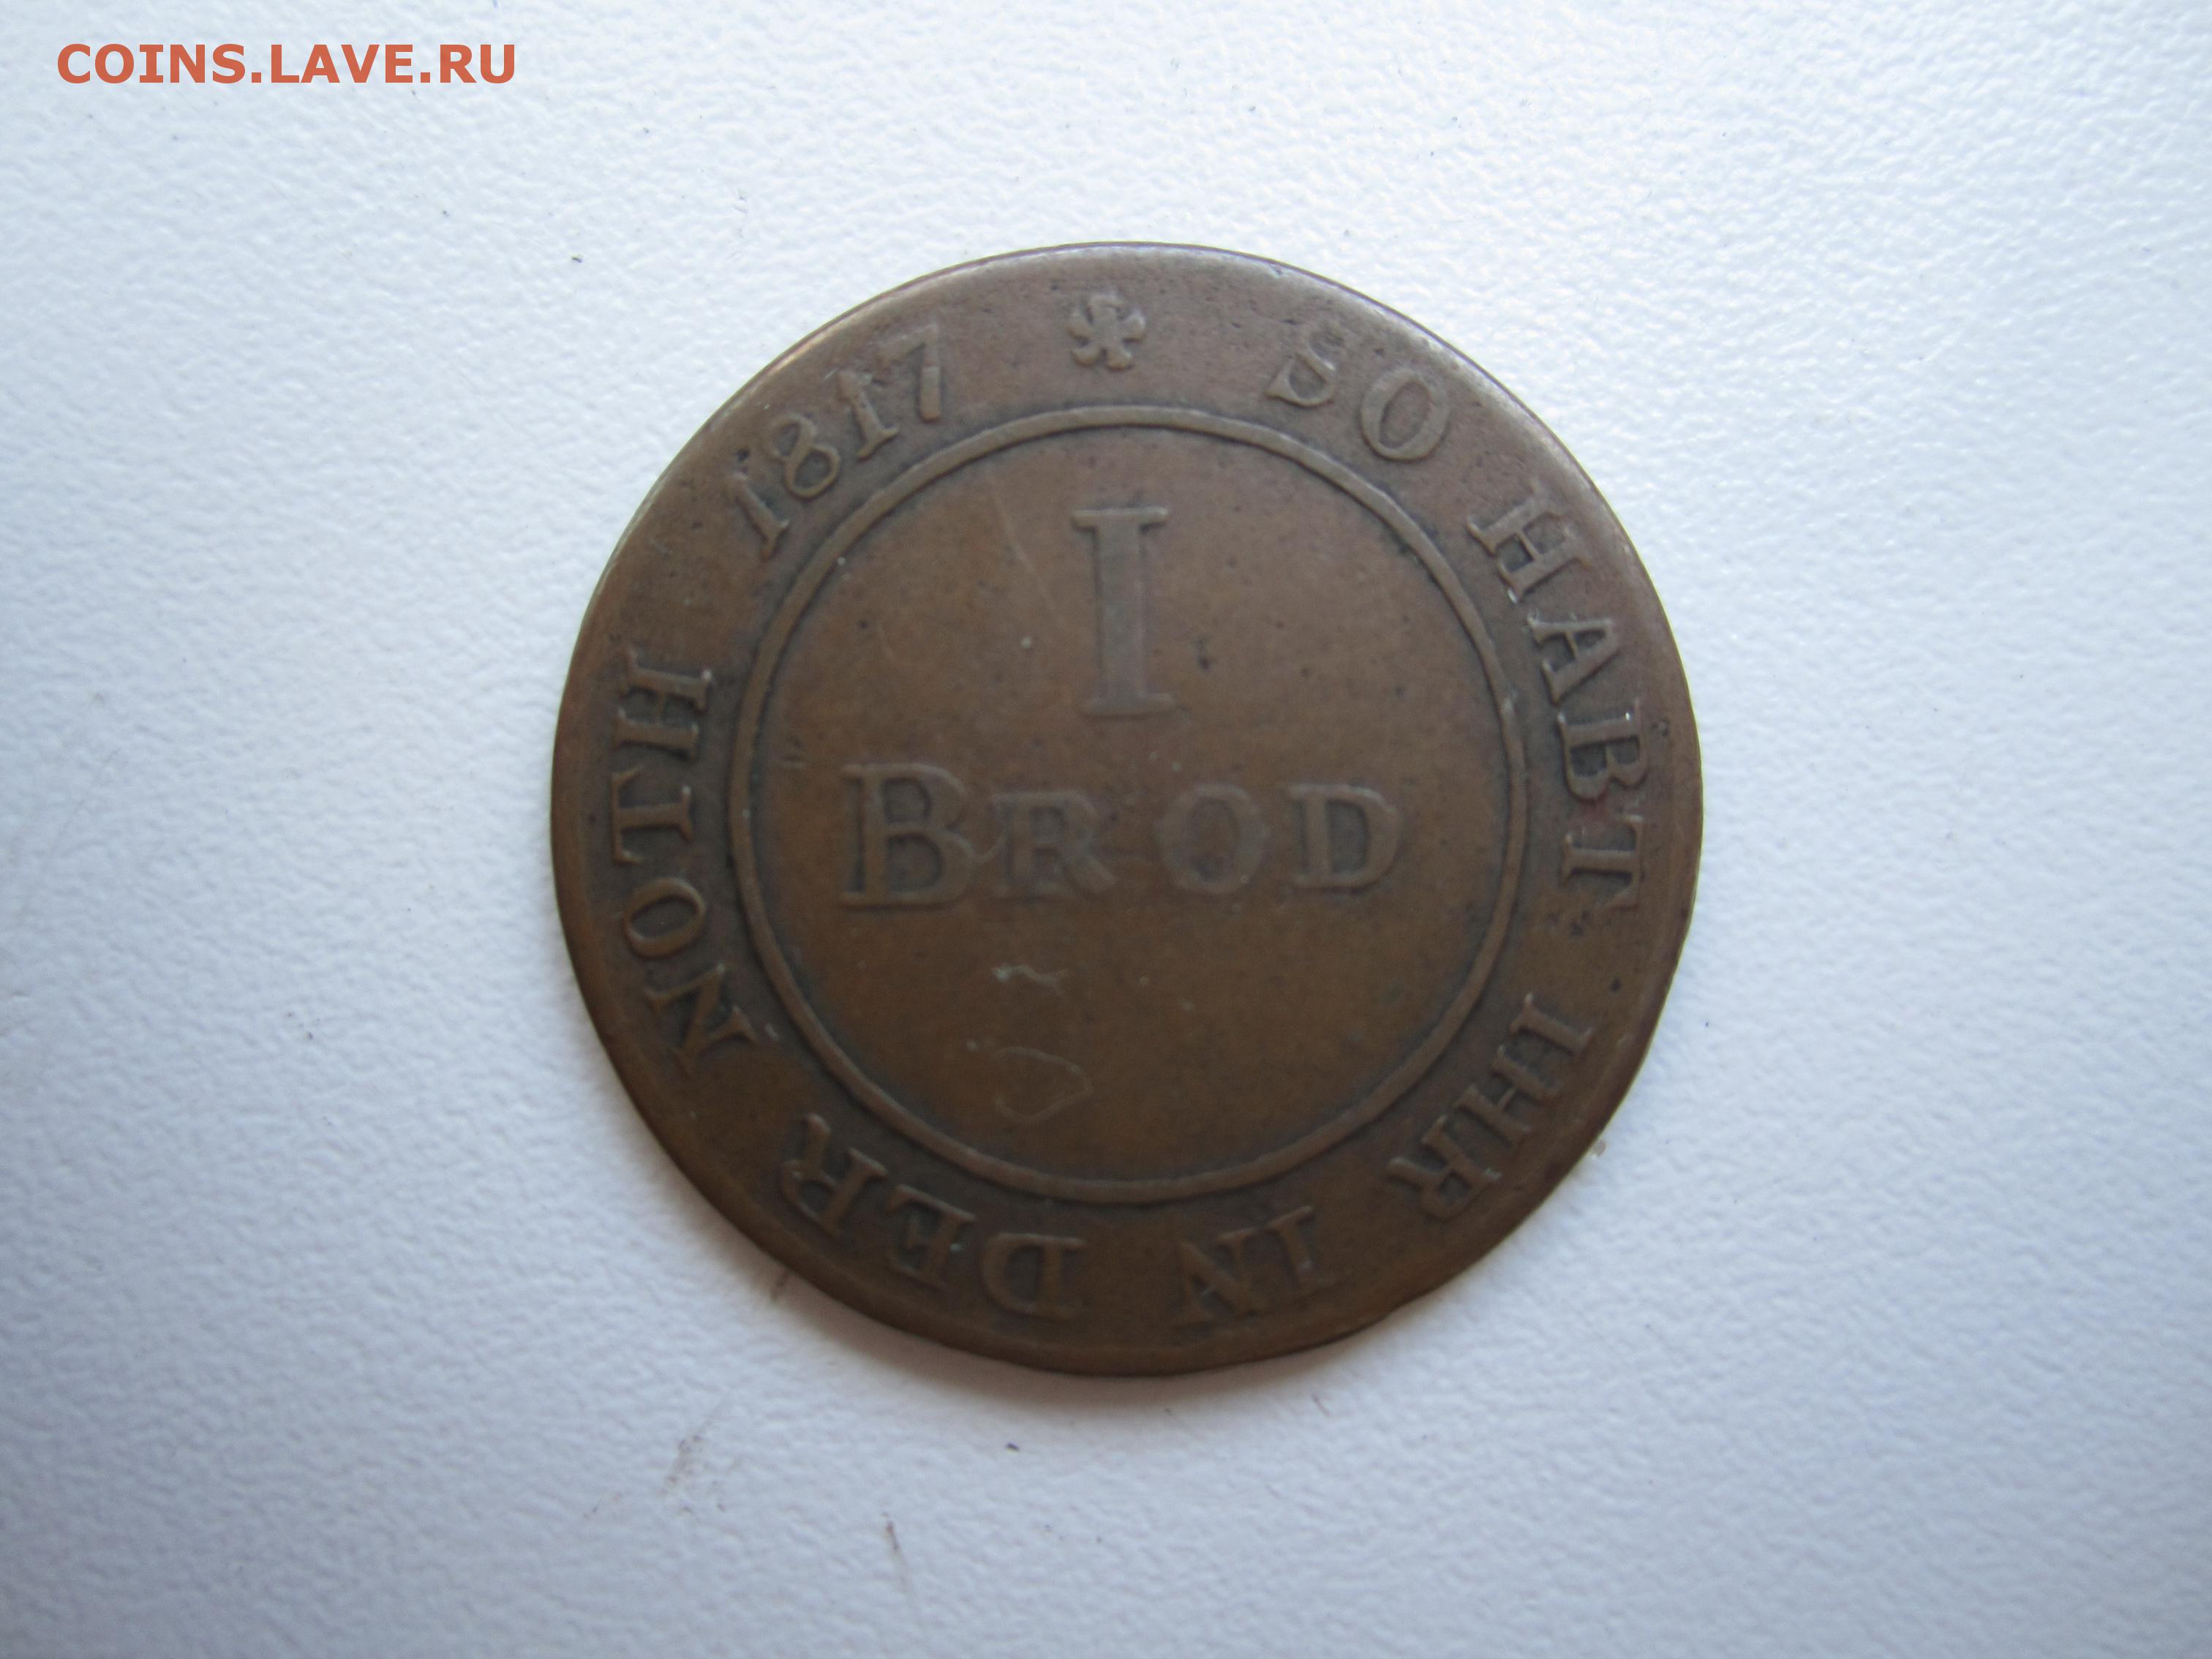 COINS.LAVE.RU
SO HABT IHR IN DER NOTH 1817
I
BROD